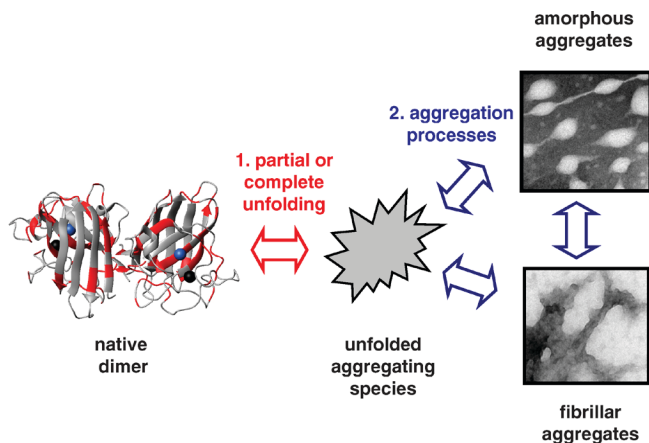 amorphous
aggregates
2. aggregation
processes
1. partial or
complete
unfolding
native
dimer
unfolded
aggregating
species
fibrillar
aggregates